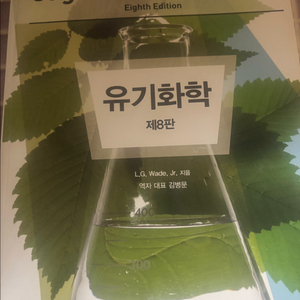 Eighth Edition
유기화학
제8판
L.G. Wade, Jr. 지음
역자 대표 김병문
400